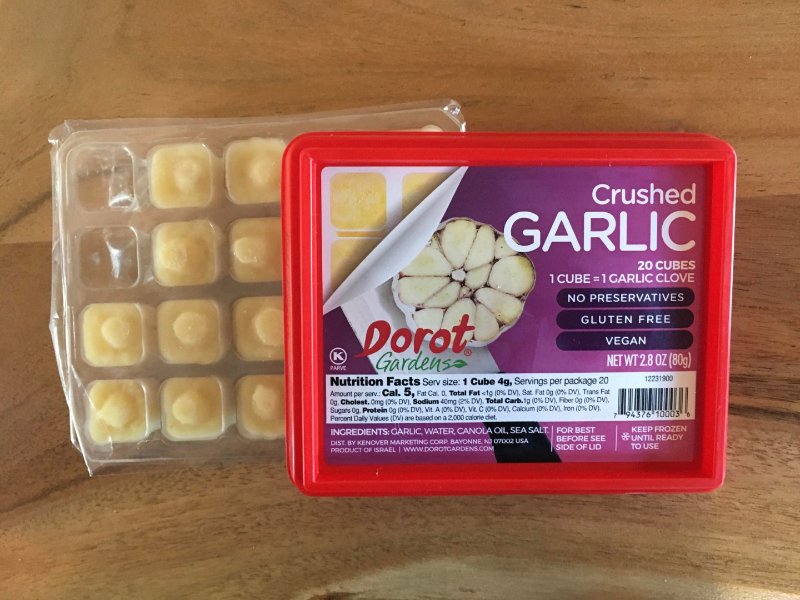 Crushed
GARLIC
20 CUBES
1 CUBE = 1 GARLIC CLOVE
NO PRESERVATIVES
GLUTEN FREE
VEGAN
NET WT 2.8 OZ (80g)
Dorot®
Gardens
K
PARVE
Nutrition Facts Serv size: 1 Cube 4g, Servings per package 20
Amount per serv.: Cal. 5, Fat Cal. 0, Total Fat <1g (0% DV), Sat. Fat 0g (0% DV), Trans Fat
0g, Cholest. 0mg (0% DV), Sodium 40mg (2% DV), Total Carb.1g (0% DV), Fiber 0g (0% DV),
Sugars 0g, Protein 0g (0% DV), Vit. A (0% DV), Vit. C (0% DV), Calcium (0% DV), Iron (0% DV).
Percent Daily Values (DV) are based on a 2,000 calorie diet.
12231900
7 94376 10003 6
INGREDIENTS: GARLIC, WATER, CANOLA OIL, SEA SALT
DIST. BY KENOVER MARKETING CORP. BAYONNE, NJ 07002 USA
PRODUCT OF ISRAEL | WWW.DOROTGARDENS.COM
FOR BEST
BEFORE SEE
SIDE OF LID
KEEP FROZEN
UNTIL READY
TO USE